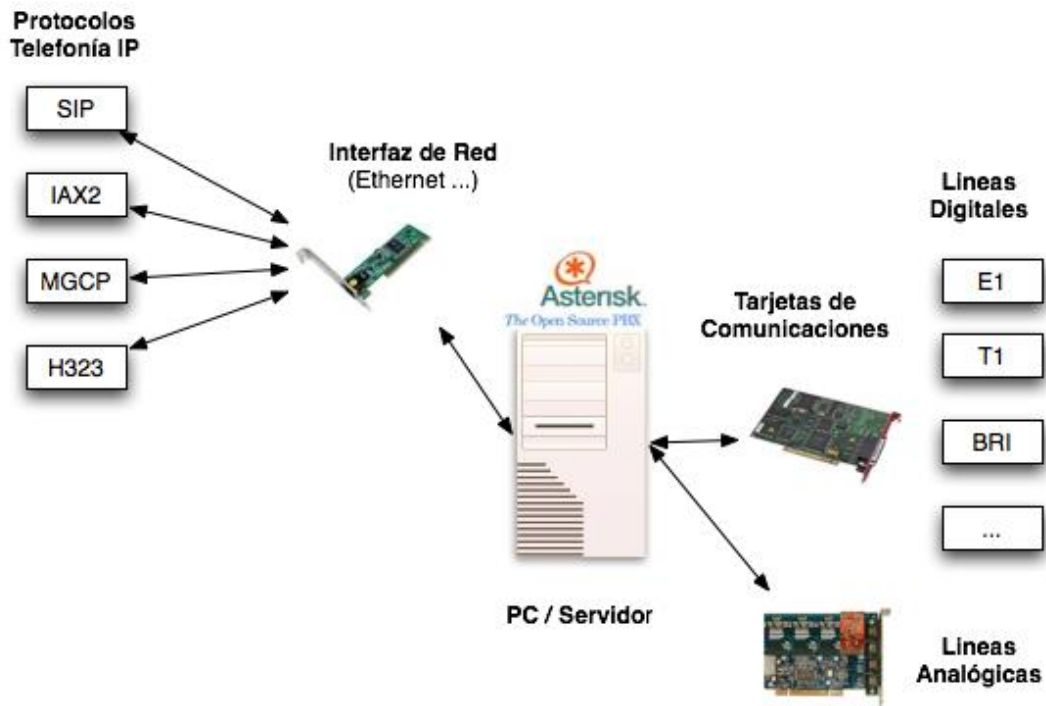 Protocolos
Telefonía IP
SIP
IAX2
MGCP
H323
Interfaz de Red
(Ethernet ...)
Asterisk.
The Open Source PBX
PC / Servidor
Tarjetas de
Comunicaciones
Lineas
Digitales
E1
T1
BRI
...
Lineas
Analógicas